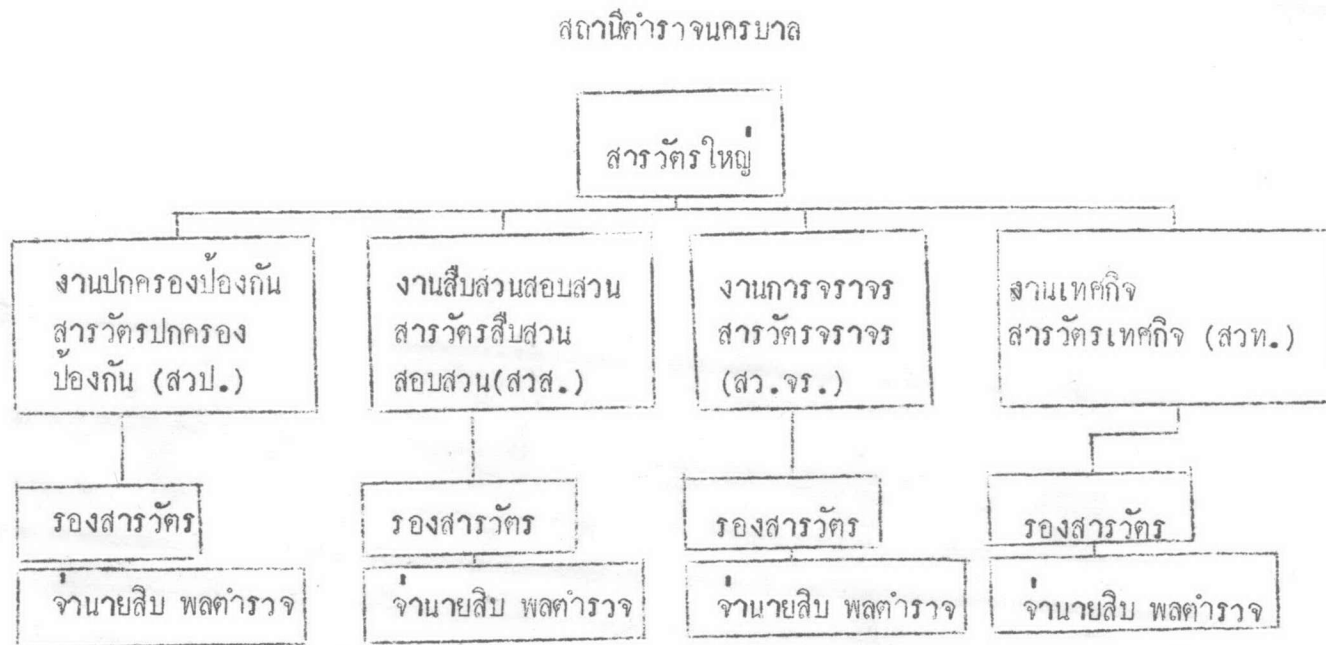 สถานีตำรวจนครบาล
สารวัตรใหญ่
งานปกครองป้องกัน
สารวัตรปกครอง
ป้องกัน (สวป.)
งานสืบสวนสอบสวน
สารวัตรสืบสวน
สอบสวน(สวส.)
งานการจราจร
สารวัตรจราจร
(สว.จร.)
งานเทศกิจ
สารวัตรเทศกิจ (สวท.)
รองสารวัตร
รองสารวัตร
รองสารวัตร
รองสารวัตร
จ่านายสิบ พลตำรวจ
จ่านายสิบ พลตำรวจ
จ่านายสิบ พลตำรวจ
จ่านายสิบ พลตำรวจ